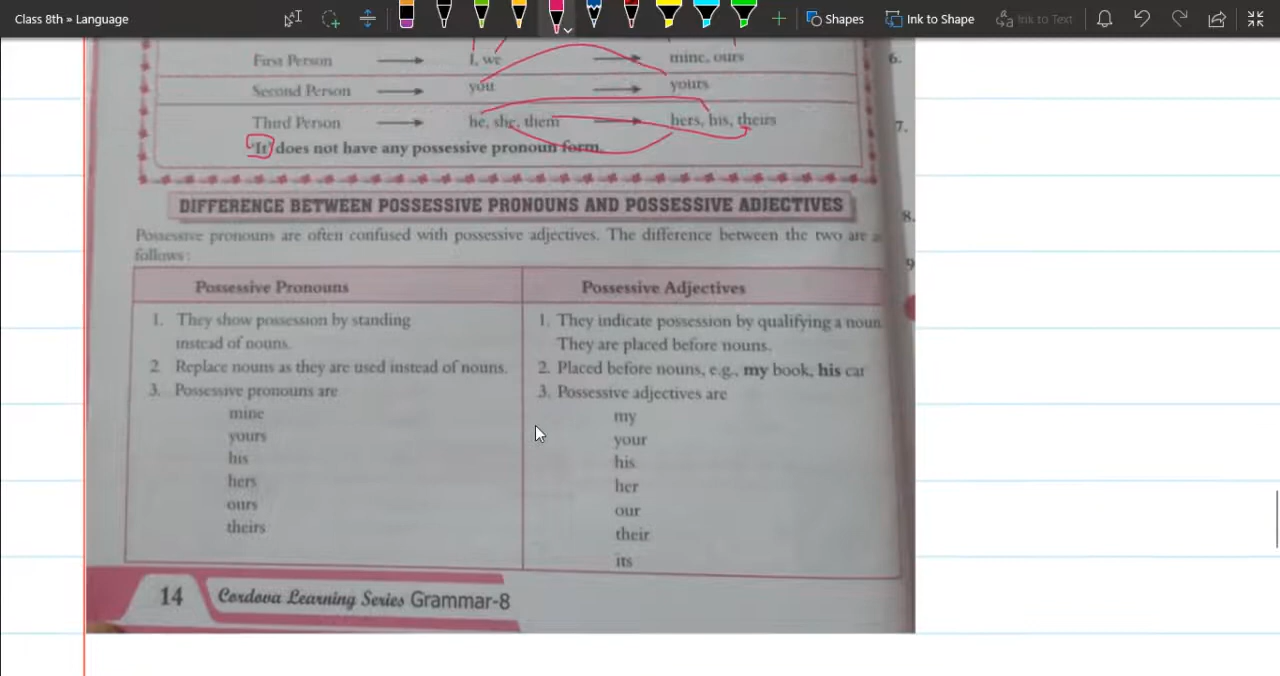 Class 8th » Language
Shapes
Ink to Shape
Ink to Text
First Person I, we mine, ours
Second Person you yours
Third Person he, she, them hers, his, theirs
'It' does not have any possessive pronoun form.
6.
7.
8.
9
DIFFERENCE BETWEEN POSSESSIVE PRONOUNS AND POSSESSIVE ADJECTIVES
Possessive pronouns are often confused with possessive adjectives. The difference between the two are a
follows :
Possessive Pronouns
1. They show possession by standing
instead of nouns.
2. Replace nouns as they are used instead of nouns.
3. Possessive pronouns are
mine
yours
his
hers
ours
theirs
Possessive Adjectives
1. They indicate possession by qualifying a noun
They are placed before nouns.
2. Placed before nouns, e.g., my book, his car
3. Possessive adjectives are
my
your
his
her
our
their
its
14 Cordova Learning Series Grammar-8